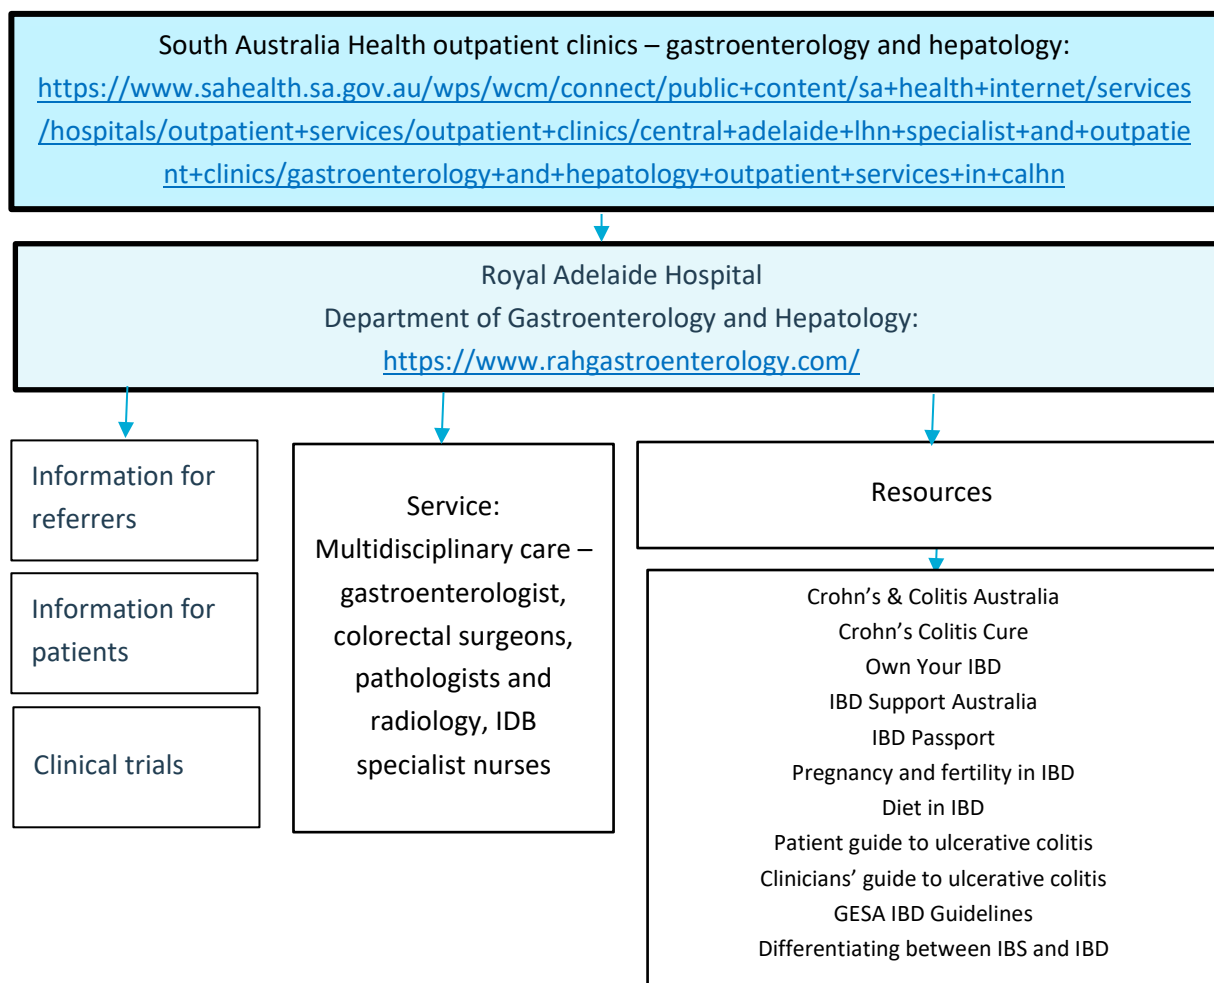 South Australia Health outpatient clinics – gastroenterology and hepatology:
https://www.sahealth.sa.gov.au/wps/wcm/connect/public+content/sa+health+internet/services
/hospitals/outpatient+services/outpatient+clinics/central+adelaide+lhn+specialist+and+outpatie
nt+clinics/gastroenterology+and+hepatology+outpatient+services+in+calhn
Royal Adelaide Hospital
Department of Gastroenterology and Hepatology:
https://www.rahgastroenterology.com/
Information for
referrers
Information for
patients
Clinical trials
Service:
Multidisciplinary care –
gastroenterologist,
colorectal surgeons,
pathologists and
radiology, IDB
specialist nurses
Resources
Crohn’s & Colitis Australia
Crohn’s Colitis Cure
Own Your IBD
IBD Support Australia
IBD Passport
Pregnancy and fertility in IBD
Diet in IBD
Patient guide to ulcerative colitis
Clinicians’ guide to ulcerative colitis
GESA IBD Guidelines
Differentiating between IBS and IBD